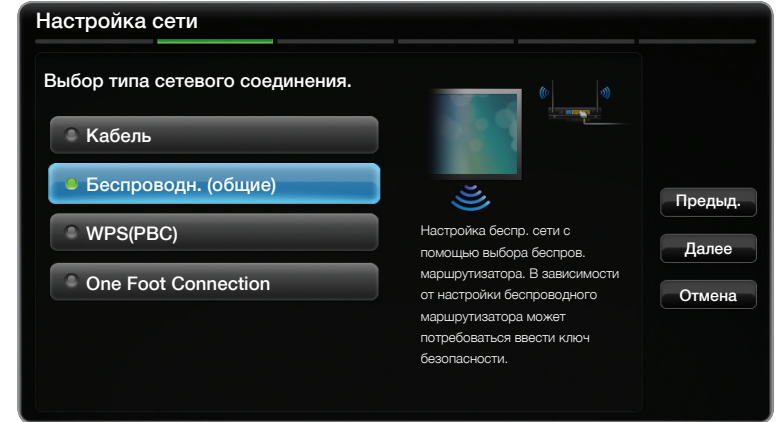 Настройка сети
Выбор типа сетевого соединения.
Кабель
Беспроводн. (общие)
WPS(PBC)
One Foot Connection
Настройка беспр. сети с
помощью выбора беспров.
маршрутизатора. В зависимости
от настройки беспроводного
маршрутизатора может
потребоваться ввести ключ
безопасности.
Предыд.
Далее
Отмена